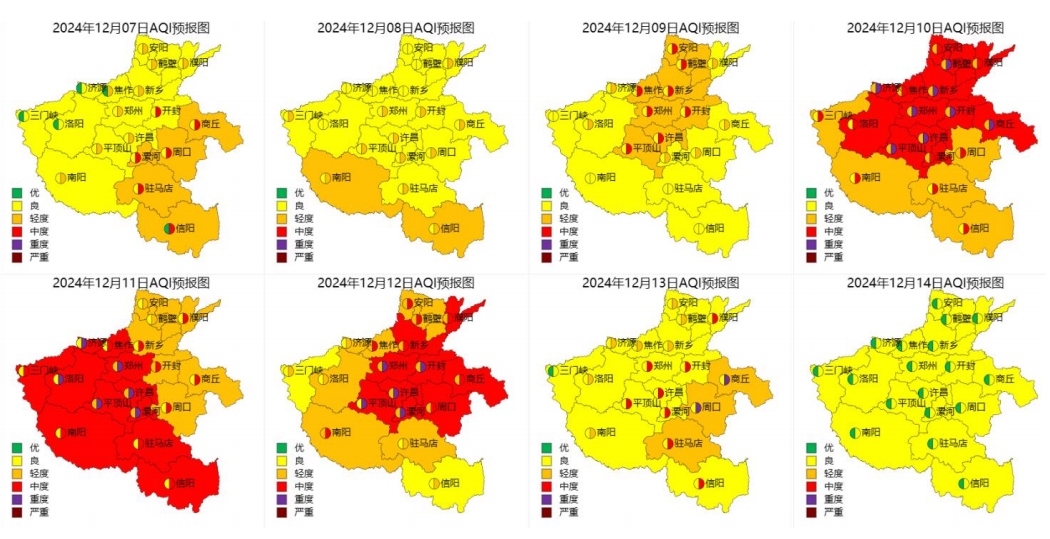 2024年12月07日AQI预报图
安阳
鹤壁
濮阳
济源
焦作
新乡
三门峡
洛阳
郑州
开封
商丘
许昌
平顶山
漯河
周口
南阳
驻马店
信阳
优
良
轻度
中度
重度
严重
2024年12月08日AQI预报图
安阳
鹤壁
濮阳
济源
焦作
新乡
三门峡
洛阳
郑州
开封
商丘
许昌
平顶山
漯河
周口
南阳
驻马店
信阳
优
良
轻度
中度
重度
严重
2024年12月09日AQI预报图
安阳
鹤壁
濮阳
济源
焦作
新乡
三门峡
洛阳
郑州
开封
商丘
许昌
平顶山
漯河
周口
南阳
驻马店
信阳
优
良
轻度
中度
重度
严重
2024年12月10日AQI预报图
安阳
鹤壁
濮阳
济源
焦作
新乡
三门峡
洛阳
郑州
开封
商丘
许昌
平顶山
漯河
周口
南阳
驻马店
信阳
优
良
轻度
中度
重度
严重
2024年12月11日AQI预报图
安阳
鹤壁
濮阳
济源
焦作
新乡
三门峡
洛阳
郑州
开封
商丘
许昌
平顶山
漯河
周口
南阳
驻马店
信阳
优
良
轻度
中度
重度
严重
2024年12月12日AQI预报图
安阳
鹤壁
濮阳
济源
焦作
新乡
三门峡
洛阳
郑州
开封
商丘
许昌
平顶山
漯河
周口
南阳
驻马店
信阳
优
良
轻度
中度
重度
严重
2024年12月13日AQI预报图
安阳
鹤壁
濮阳
济源
焦作
新乡
三门峡
洛阳
郑州
开封
商丘
许昌
平顶山
漯河
周口
南阳
驻马店
信阳
优
良
轻度
中度
重度
严重
2024年12月14日AQI预报图
安阳
鹤壁
濮阳
济源
焦作
新乡
三门峡
洛阳
郑州
开封
商丘
许昌
平顶山
漯河
周口
南阳
驻马店
信阳
优
良
轻度
中度
重度
严重